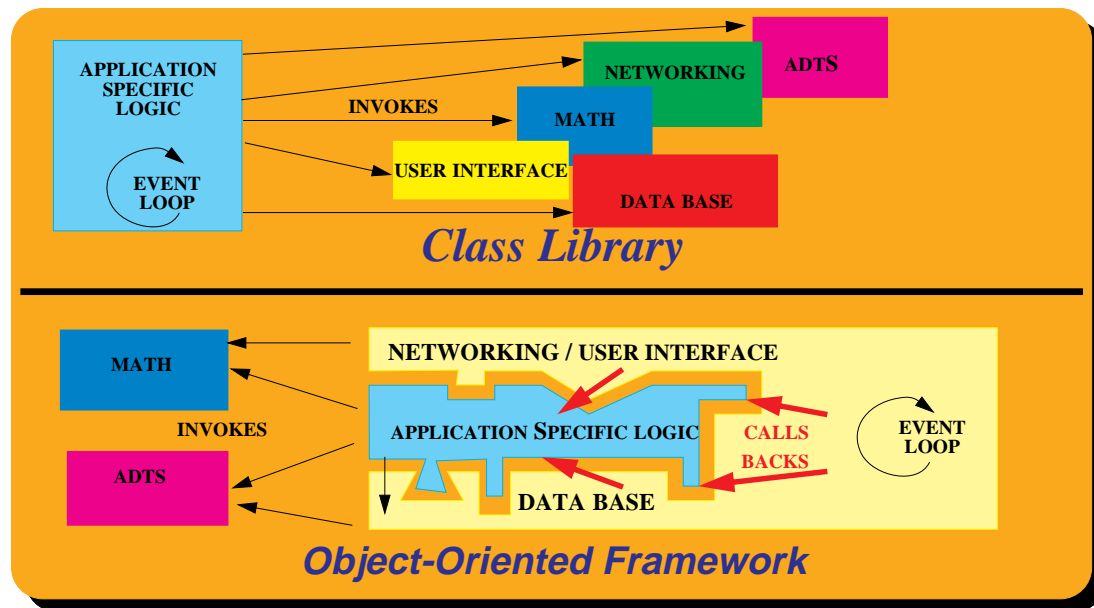 APPLICATION
SPECIFIC
LOGIC
EVENT
LOOP
INVOKES
NETWORKING
ADTS
MATH
USER INTERFACE
DATA BASE
Class Library
MATH
INVOKES
ADTS
NETWORKING / USER INTERFACE
APPLICATION SPECIFIC LOGIC
CALLS
BACKS
EVENT
LOOP
DATA BASE
Object-Oriented Framework